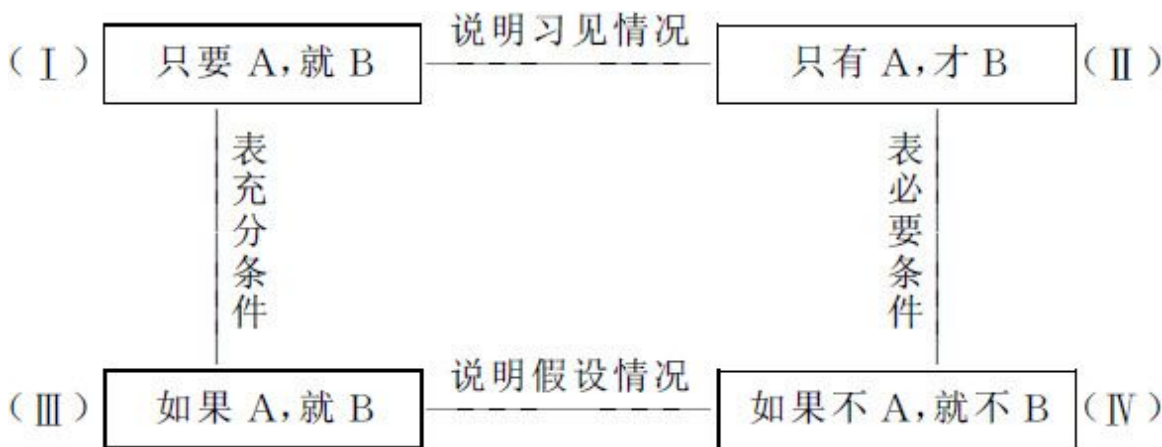 说明习见情况
（Ⅰ） 只要 A，就 B 只有 A，才 B （Ⅱ）
表充分条件
表必要条件
说明假设情况
（Ⅲ） 如果 A，就 B 如果不 A，就不 B （Ⅳ）